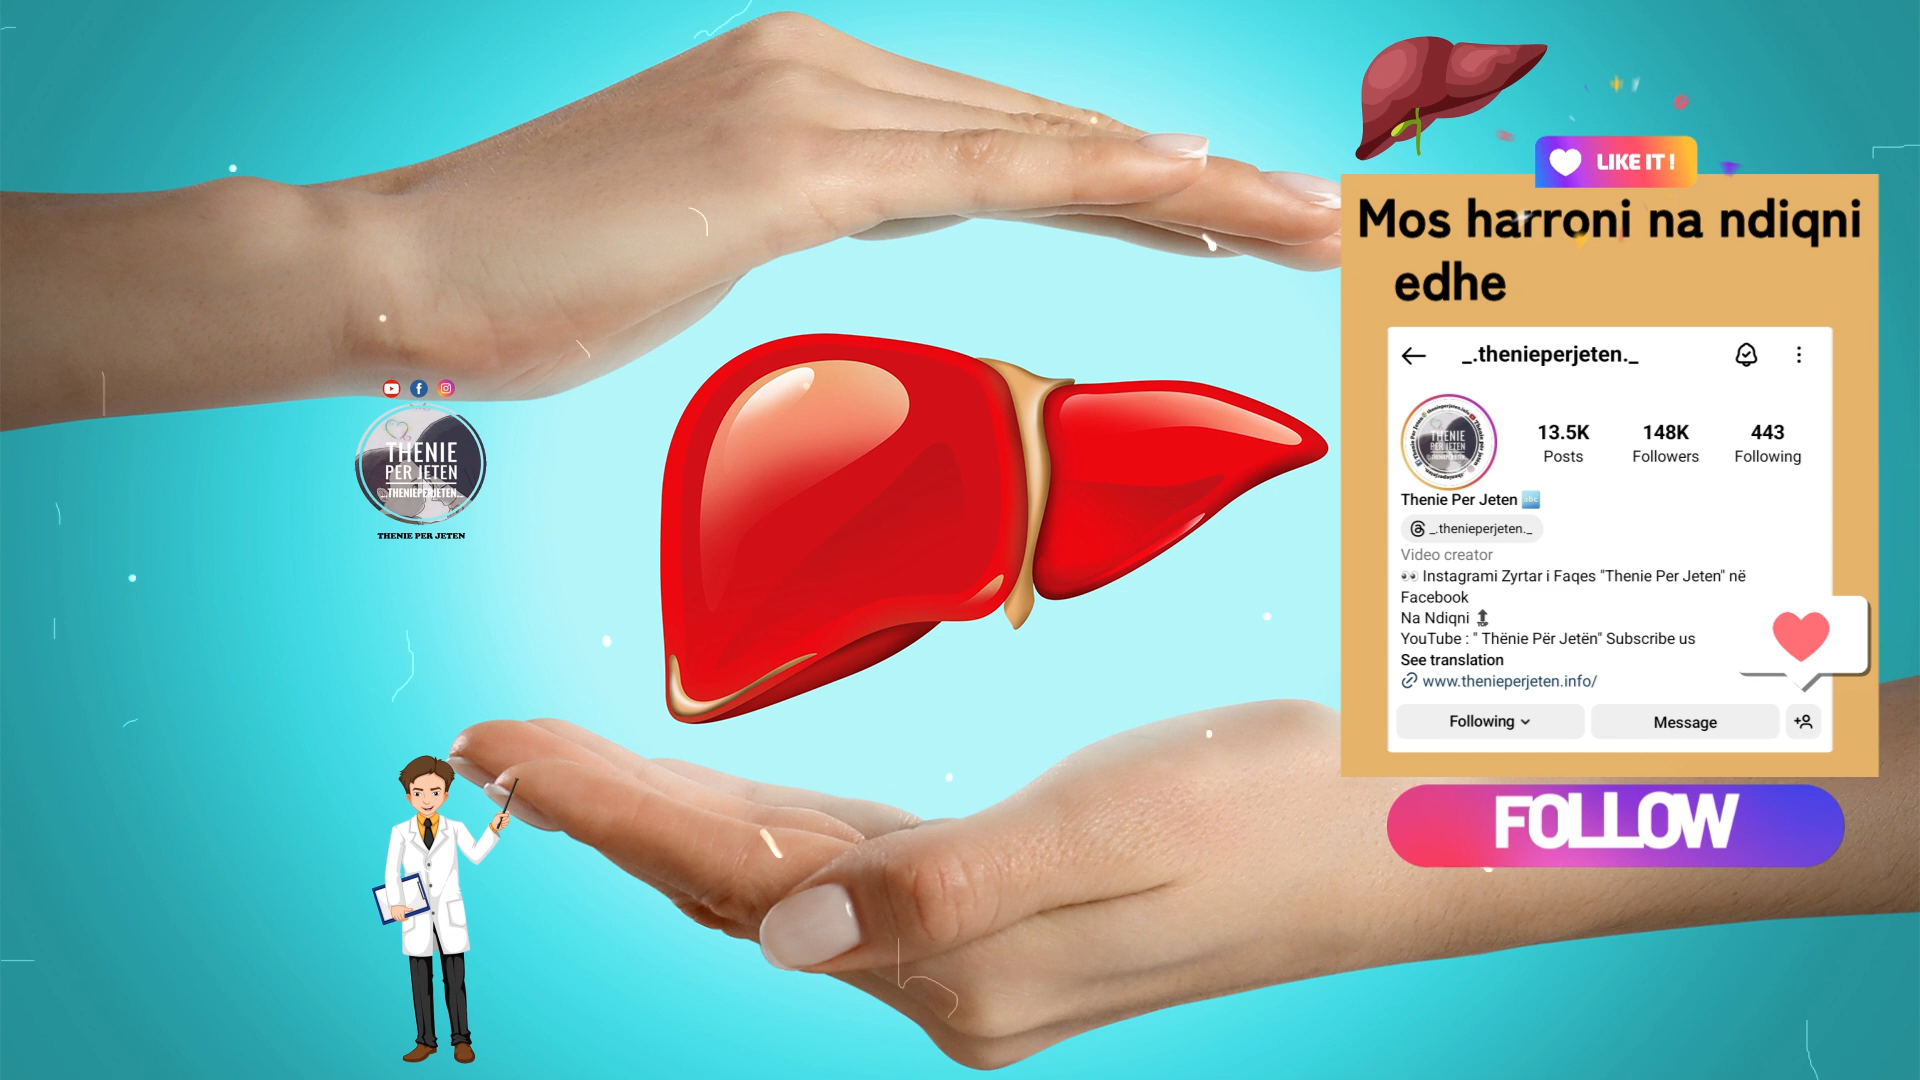 LIKE IT !
Mos harroni na ndiqni
edhe
_.thenieperjeten._
13.5K
148K
443
Posts
Followers
Following
Thenie Per Jeten
_.thenieperjeten._
Video creator
Instagrami Zyrtar i Faqes "Thenie Per Jeten" në
Facebook
Na Ndiqni
YouTube : " Thënie Për Jetën" Subscribe us
See translation
www.thenieperjeten.info/
Following
Message
FOLLOW
THENIE
PER JETEN
_.THENIEPERJETEN._
THENIE PER JETEN